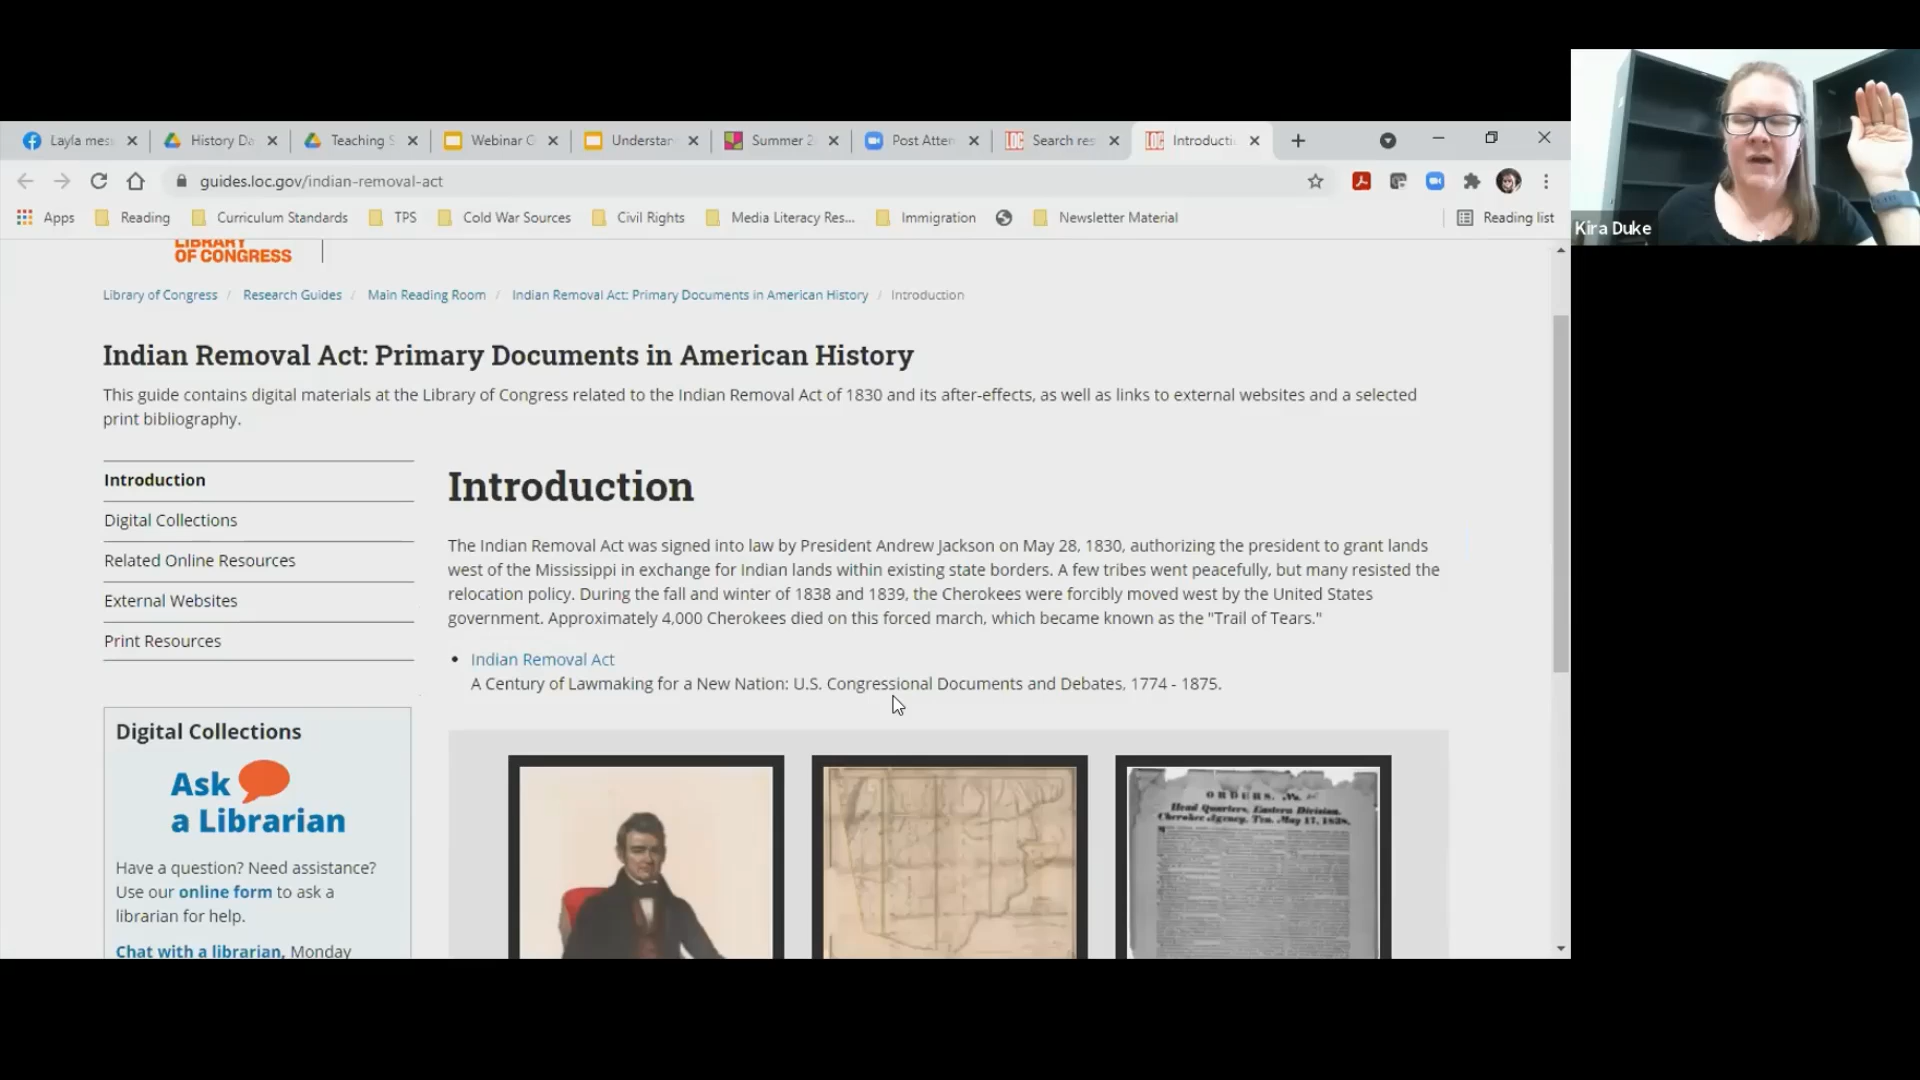 Layla mes
History Da
Teaching S
Webinar O
Understan
Summer 2
Post Atten
Search res
Introducti
guides.loc.gov/indian-removal-act
Apps
Reading
Curriculum Standards
TPS
Cold War Sources
Civil Rights
Media Literacy Res...
Immigration
Newsletter Material
Reading list
Kira Duke
LIBRARY
OF CONGRESS
Library of Congress / Research Guides / Main Reading Room / Indian Removal Act: Primary Documents in American History / Introduction
Indian Removal Act: Primary Documents in American History
This guide contains digital materials at the Library of Congress related to the Indian Removal Act of 1830 and its after-effects, as well as links to external websites and a selected
print bibliography.
Introduction
Digital Collections
Related Online Resources
External Websites
Print Resources
Introduction
The Indian Removal Act was signed into law by President Andrew Jackson on May 28, 1830, authorizing the president to grant lands
west of the Mississippi in exchange for Indian lands within existing state borders. A few tribes went peacefully, but many resisted the
relocation policy. During the fall and winter of 1838 and 1839, the Cherokees were forcibly moved west by the United States
government. Approximately 4,000 Cherokees died on this forced march, which became known as the "Trail of Tears."
• Indian Removal Act
A Century of Lawmaking for a New Nation: U.S. Congressional Documents and Debates, 1774 - 1875.
Digital Collections
Ask
a Librarian
Have a question? Need assistance?
Use our online form to ask a
librarian for help.
Chat with a librarian, Monday
ORDERS. No.
Head Quarters, Eastern Division,
Cherokee Agency, Ten. May 17, 1838.